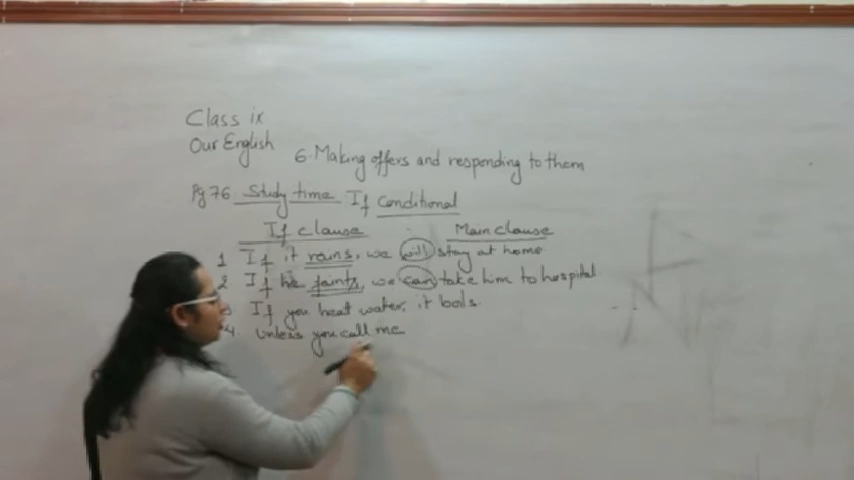 Class ix
Our English
6. Making offers and responding to them
Pg 76 Study time If Conditional
If clause Main clause
1 If it rains, we will stay at home
2 If he faints, we can take him to hospital
3 If you heat water, it boils.
4. Unless you call me